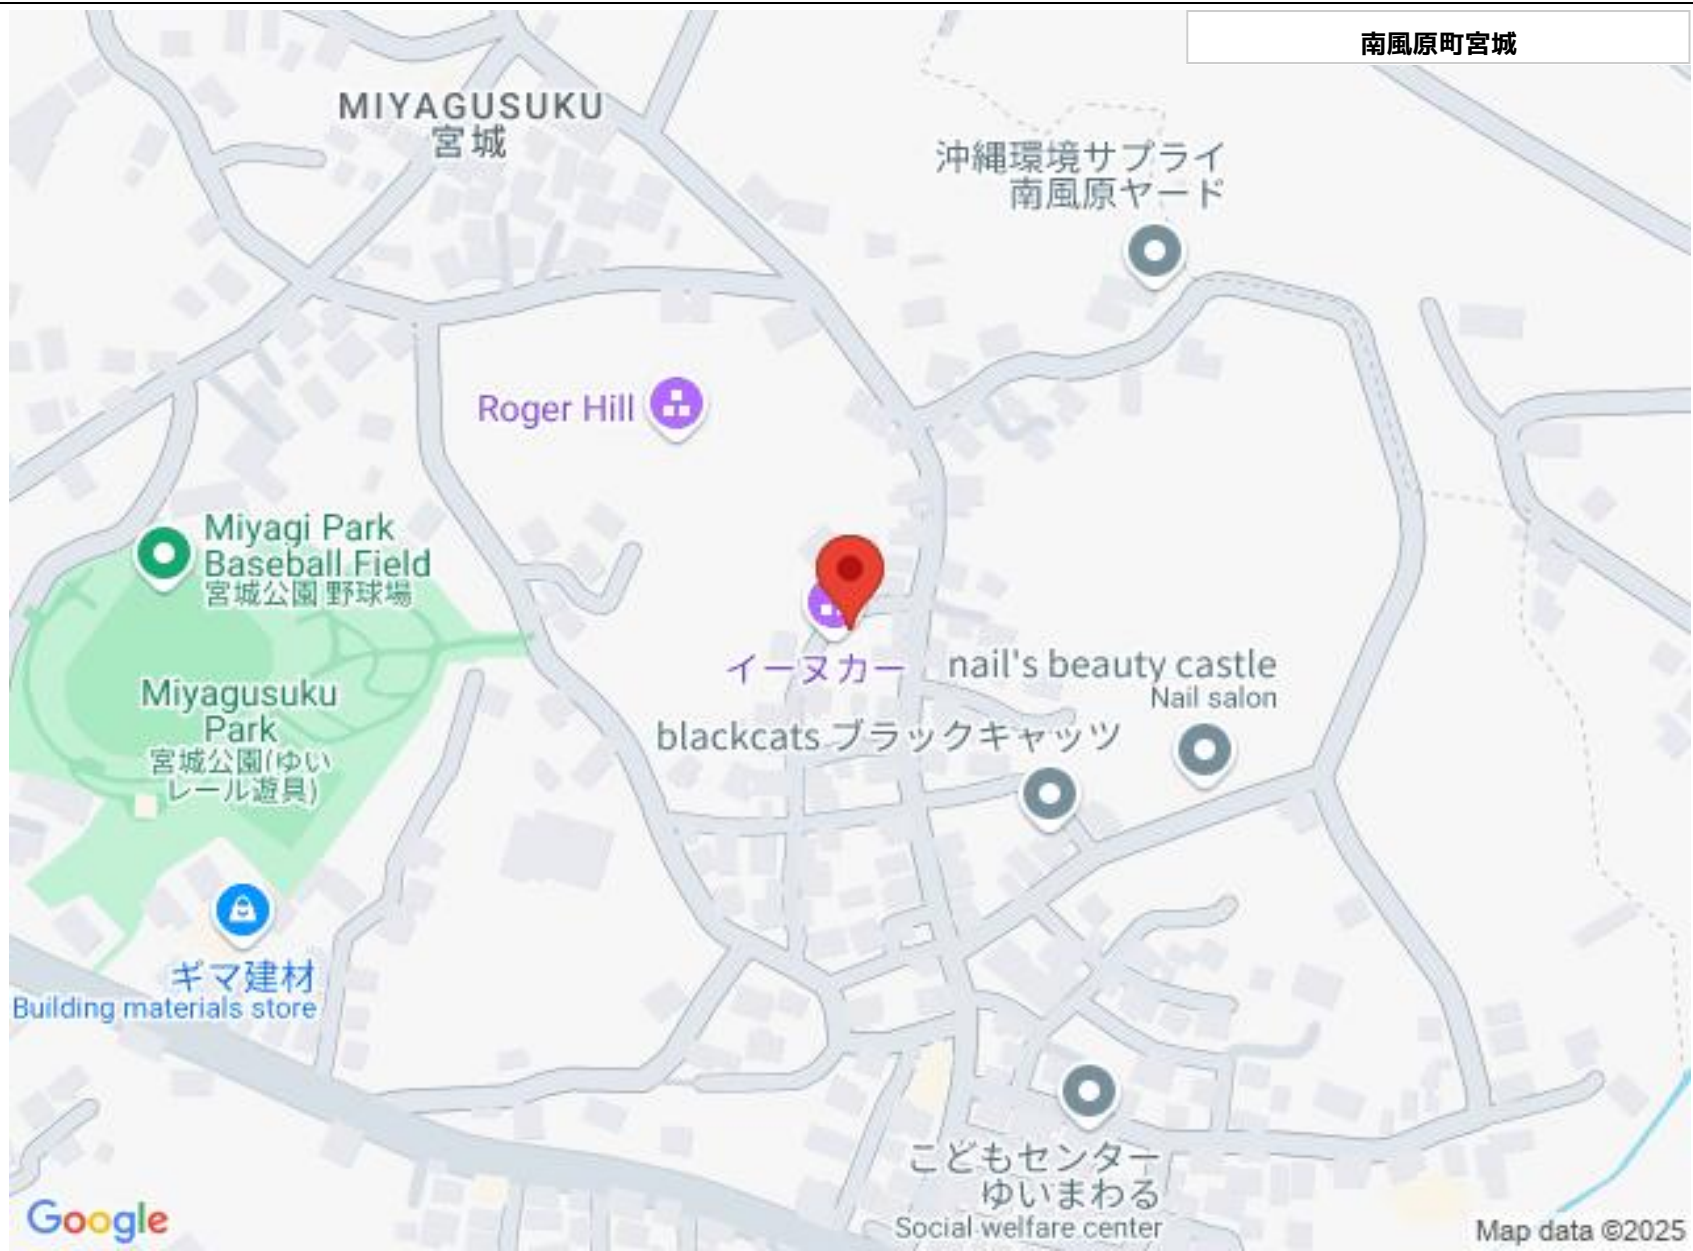 南風原町宮城
MIYAGUSUKU
宮城
沖縄環境サプライ
南風原ヤード
Roger Hill
Miyagi Park
Baseball Field
宮城公園 野球場
イーヌカー
nail's beauty castle
Nail salon
Miyagusuku
Park
宮城公園(ゆい
レール遊具)
blackcats ブラックキャッツ
ギマ建材
Building materials store
こどもセンター
ゆいまわる
Social welfare center
Google
Map data ©2025